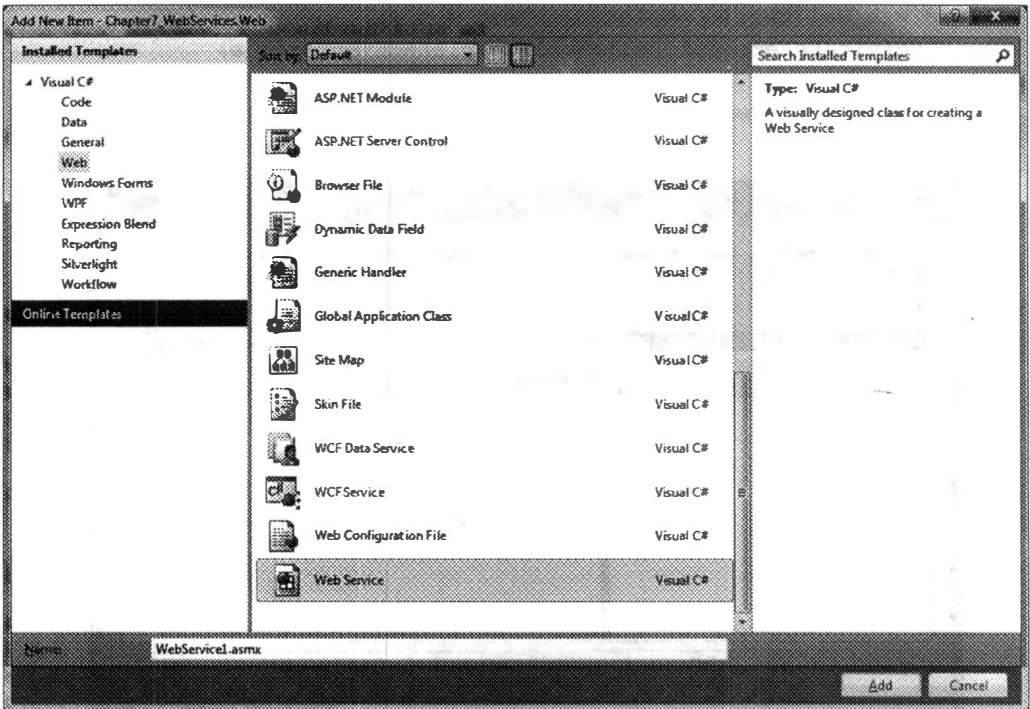 Add New Item - Chapter7_WebServices.Web
Installed Templates
Visual C#
Code
Data
General
Web
Windows Forms
WPF
Expression Blend
Reporting
Silverlight
Workflow
Online Templates
Sort by: Default
ASP.NET Module Visual C#
ASP.NET Server Control Visual C#
Browser File Visual C#
Dynamic Data Field Visual C#
Generic Handler Visual C#
Global Application Class Visual C#
Site Map Visual C#
Skin File Visual C#
WCF Data Service Visual C#
WCF Service Visual C#
Web Configuration File Visual C#
Web Service Visual C#
Search Installed Templates
Type: Visual C#
A visually designed class for creating a
Web Service
Name: WebService1.asmx
Add Cancel